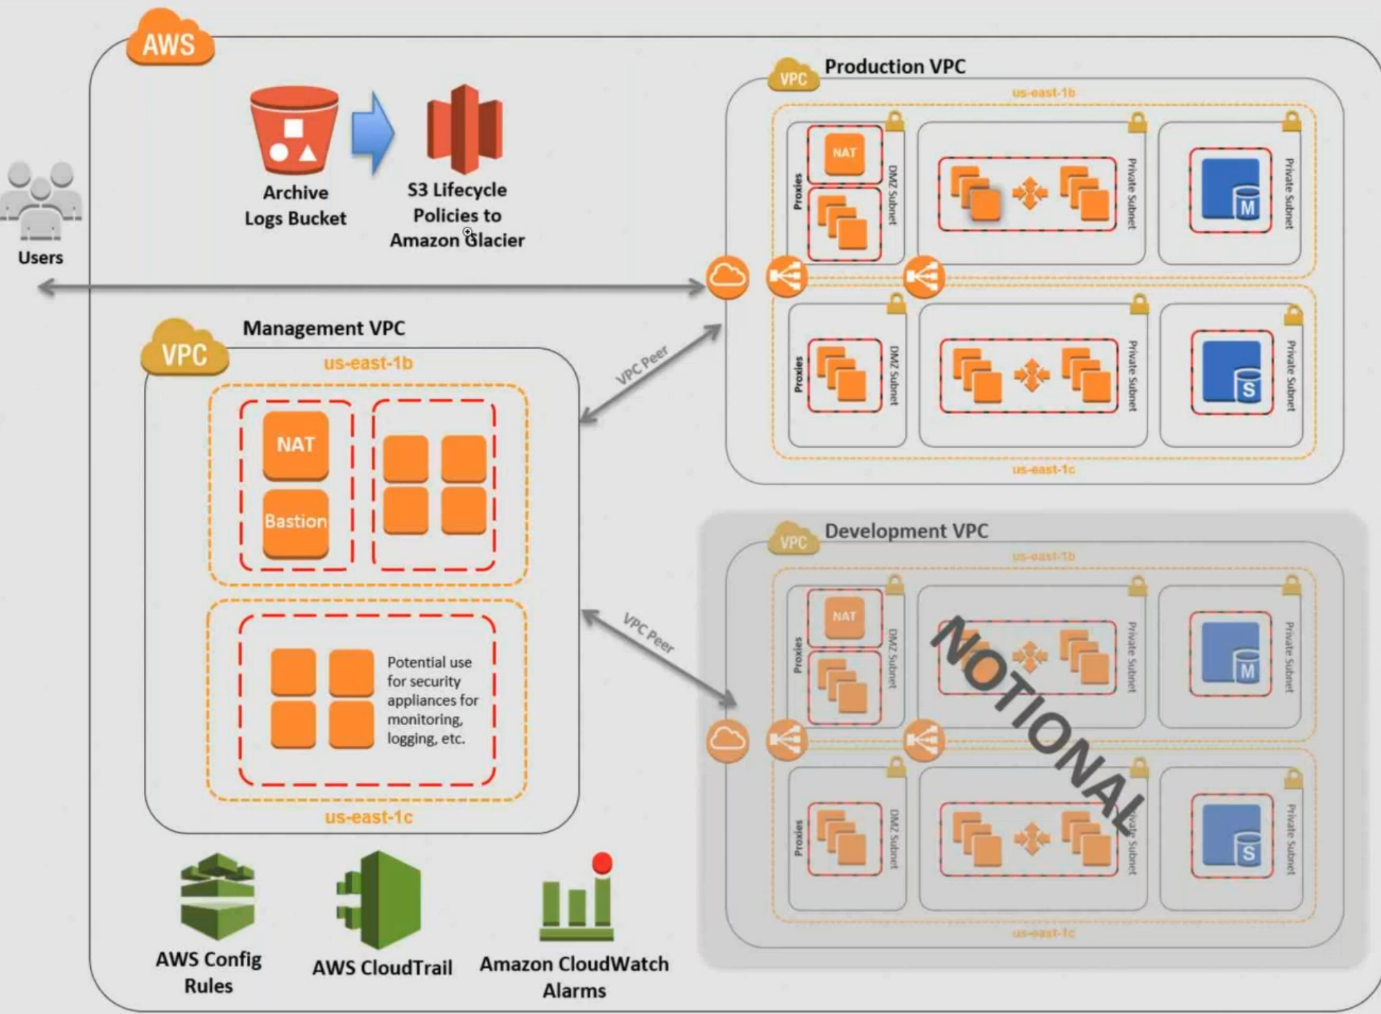 AWS
Users
Archive
Logs Bucket
S3 Lifecycle
Policies to
Amazon Glacier
VPC
Production VPC
us-east-1b
NAT
Proxies
DMZ Subnet
Private Subnet
M
Private Subnet
Proxies
DMZ Subnet
Private Subnet
S
Private Subnet
us-east-1c
VPC Peer
VPC
Management VPC
us-east-1b
NAT
Bastion
Potential use
for security
appliances for
monitoring,
logging, etc.
us-east-1c
VPC Peer
VPC
Development VPC
us-east-1b
NAT
Proxies
DMZ Subnet
Private Subnet
M
Private Subnet
NOTIONAL
Proxies
DMZ Subnet
Private Subnet
S
Private Subnet
us-east-1c
AWS Config
Rules
AWS CloudTrail
Amazon CloudWatch
Alarms